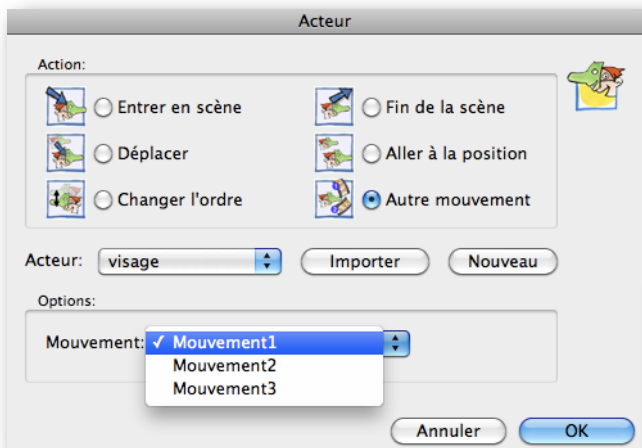 Acteur
Action:
Entrer en scène
Fin de la scène
Déplacer
Aller à la position
Changer l'ordre
Autre mouvement
Acteur: visage Importer Nouveau
Options:
Mouvement: ✓ Mouvement1
Mouvement2
Mouvement3
Annuler OK